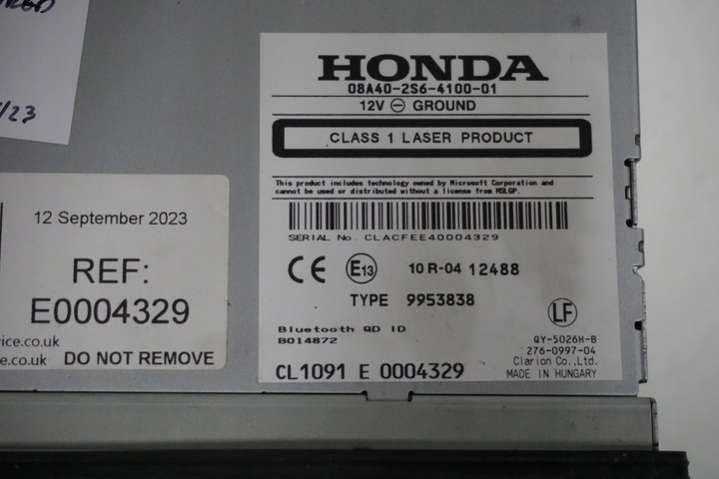 /23
12 September 2023
REF:
E0004329
vice.co.uk
e.co.uk DO NOT REMOVE
HONDA
08A40-2S6-4100-01
12V ⊖ GROUND
CLASS 1 LASER PRODUCT
This product includes technology owned by Microsoft Corporation and
cannot be used or distributed without a license from MSLGP.
SERIAL No. CLACFEE40004329
CE E13 10 R-04 12488
TYPE 9953838
LF
Bluetooth QD ID
B014872
QY-5026H-B
276-0997-04
Clarion Co.,Ltd.
MADE IN HUNGARY
CL1091 E 0004329